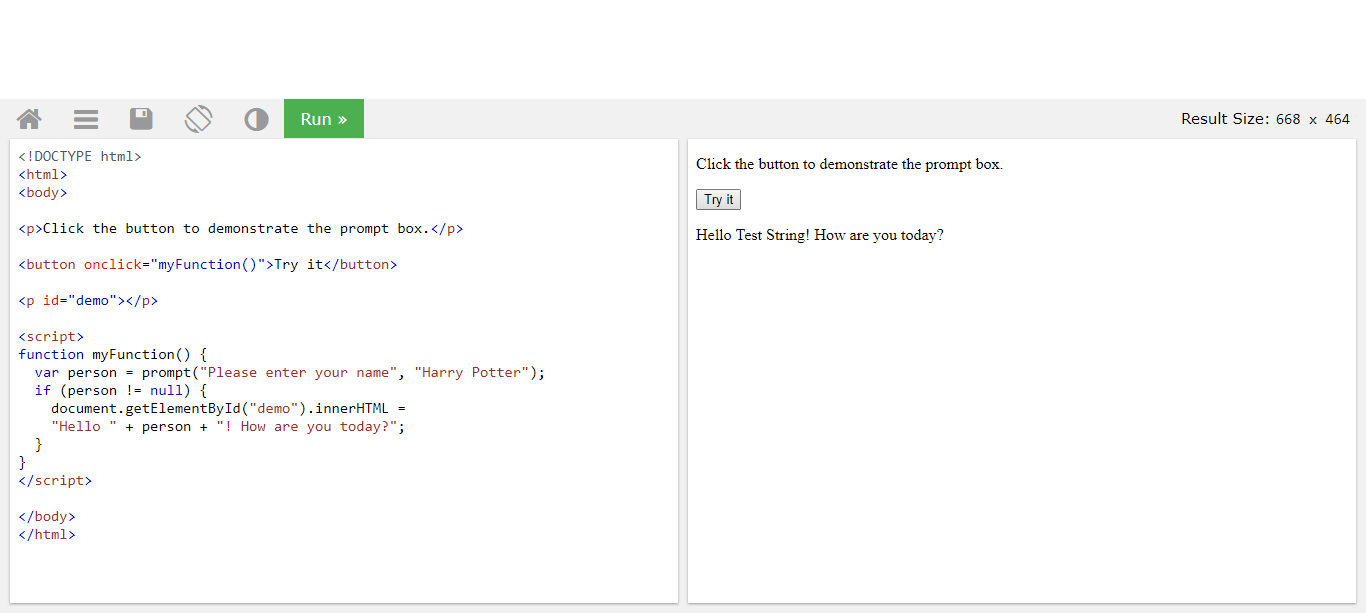 Run »
Result Size: 668 x 464
<!DOCTYPE html>
<html>
<body>
<p>Click the button to demonstrate the prompt box.</p>
<button onclick="myFunction()">Try it</button>
<p id="demo"></p>
<script>
function myFunction() {
  var person = prompt("Please enter your name", "Harry Potter");
  if (person != null) {
    document.getElementById("demo").innerHTML =
    "Hello " + person + "! How are you today?";
  }
}
</script>
</body>
</html>
Click the button to demonstrate the prompt box.
Try it
Hello Test String! How are you today?